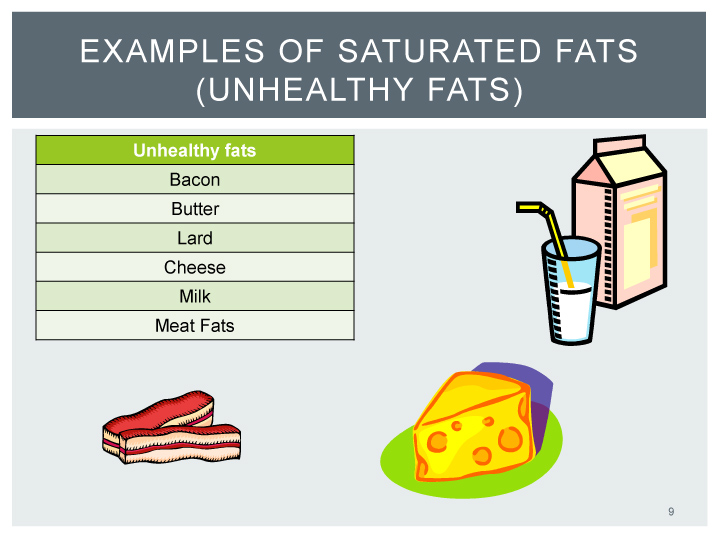 EXAMPLES OF SATURATED FATS
(UNHEALTHY FATS)
Unhealthy fats
Bacon
Butter
Lard
Cheese
Milk
Meat Fats
9